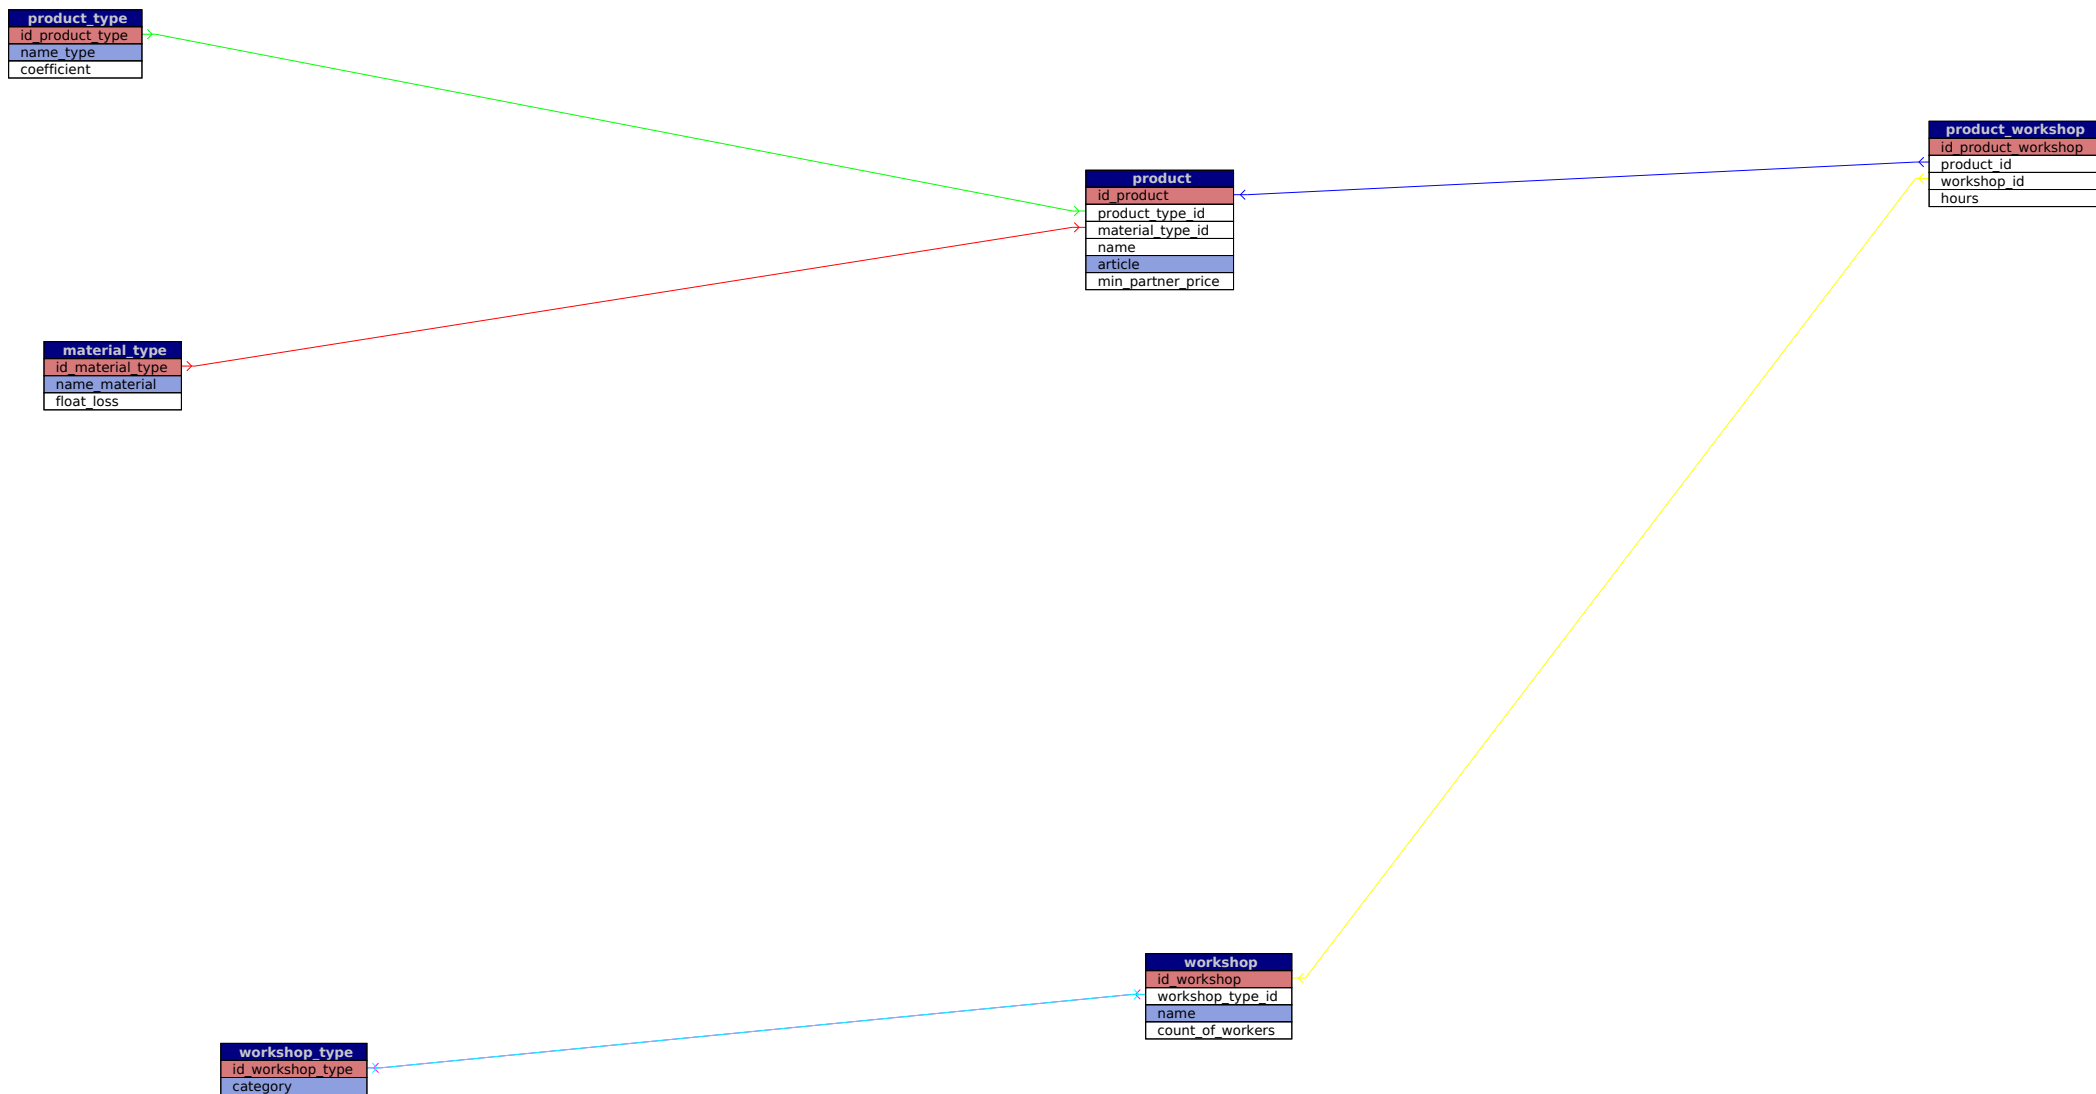 product_type
id_product_type
name_type
coefficient
product_workshop
id_product_workshop
product_id
workshop_id
hours
product
id_product
product_type_id
material_type_id
name
article
min_partner_price
material_type
id_material_type
name_material
float_loss
workshop
id_workshop
workshop_type_id
name
count_of_workers
workshop_type
id_workshop_type
category